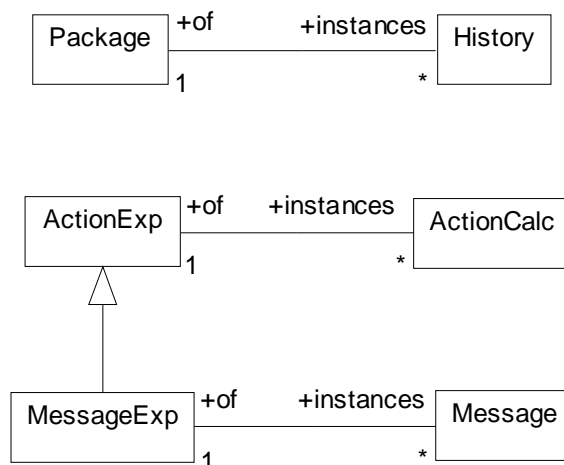 Package +of +instances History
1 *
ActionExp +of +instances ActionCalc
1 *
MessageExp +of +instances Message
1 *